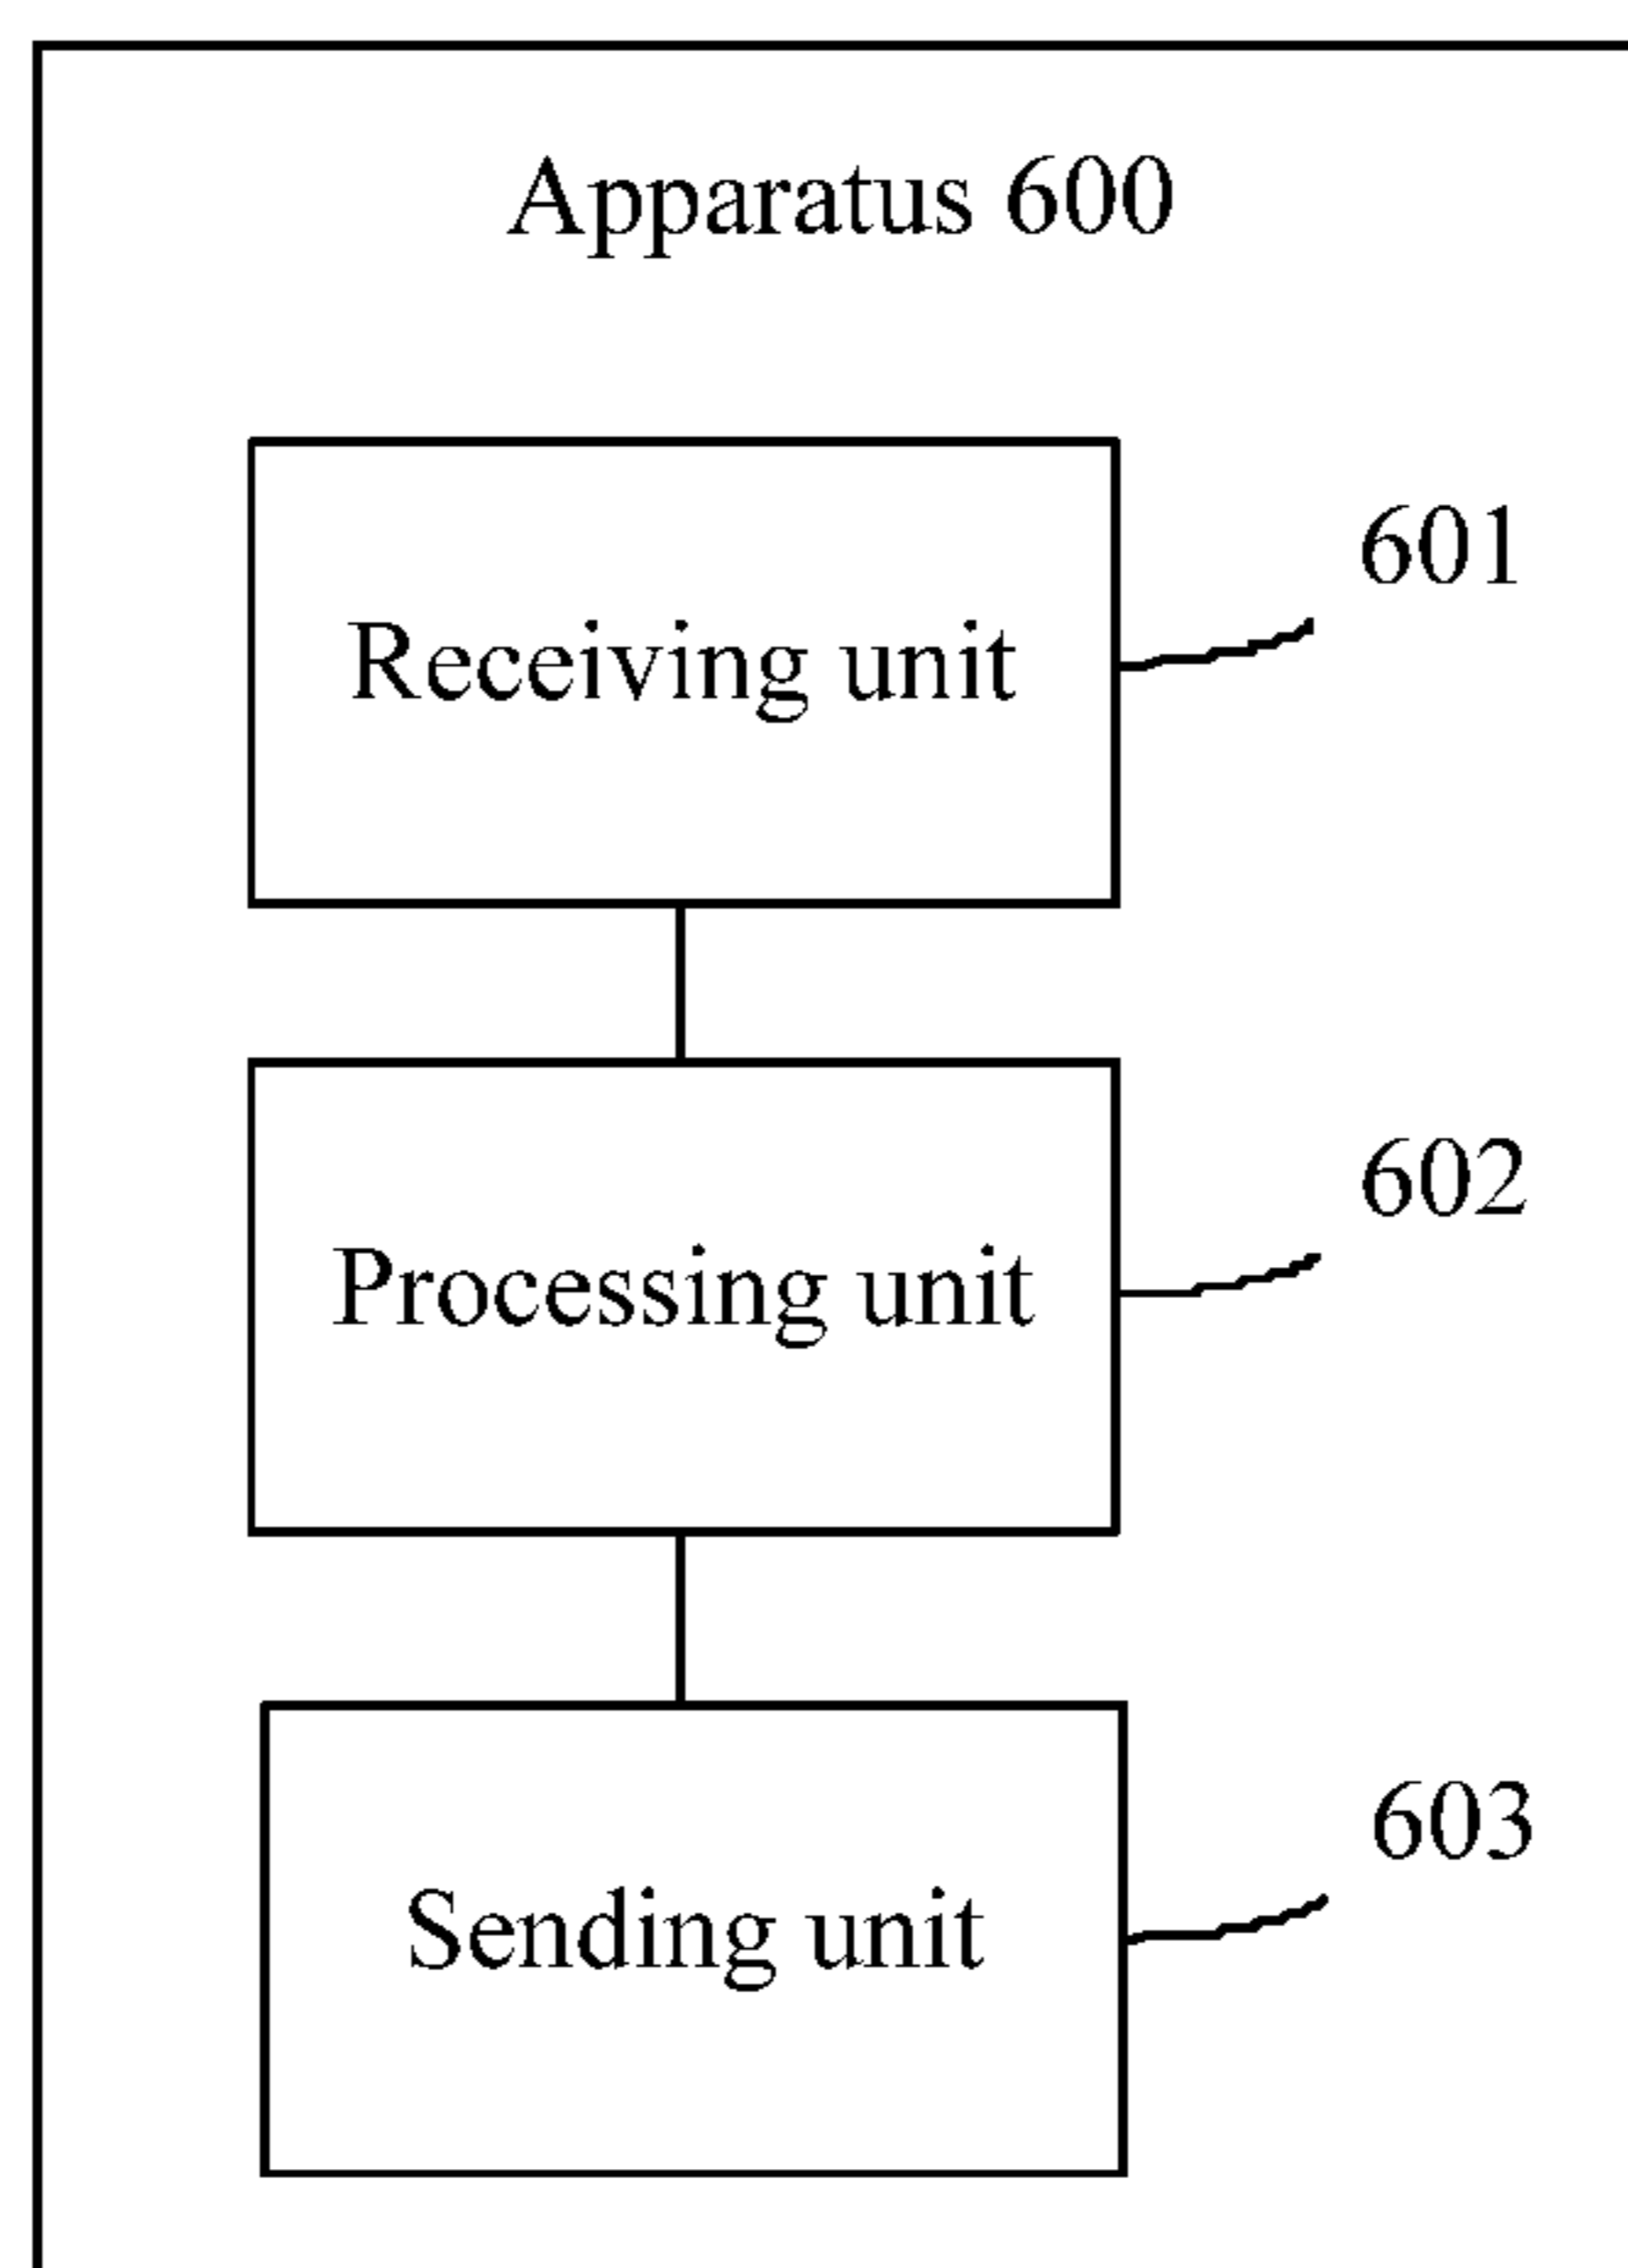 Apparatus 600
601
Receiving unit
602
Processing unit
603
Sending unit